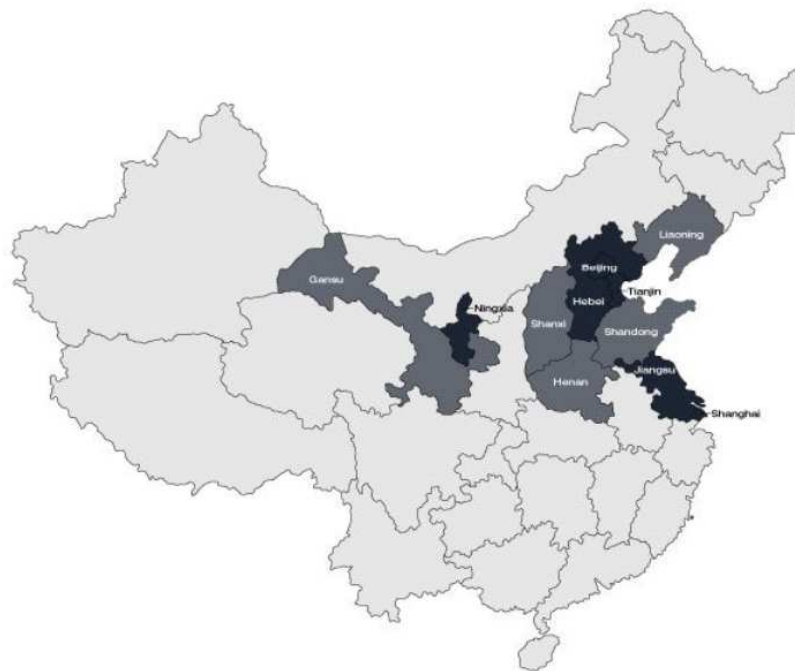 Liaoning
Beijing
Gansu
Tianjin
Hebei
Ningxia
Shanxi
Shandong
Jiangsu
Henan
Shanghai